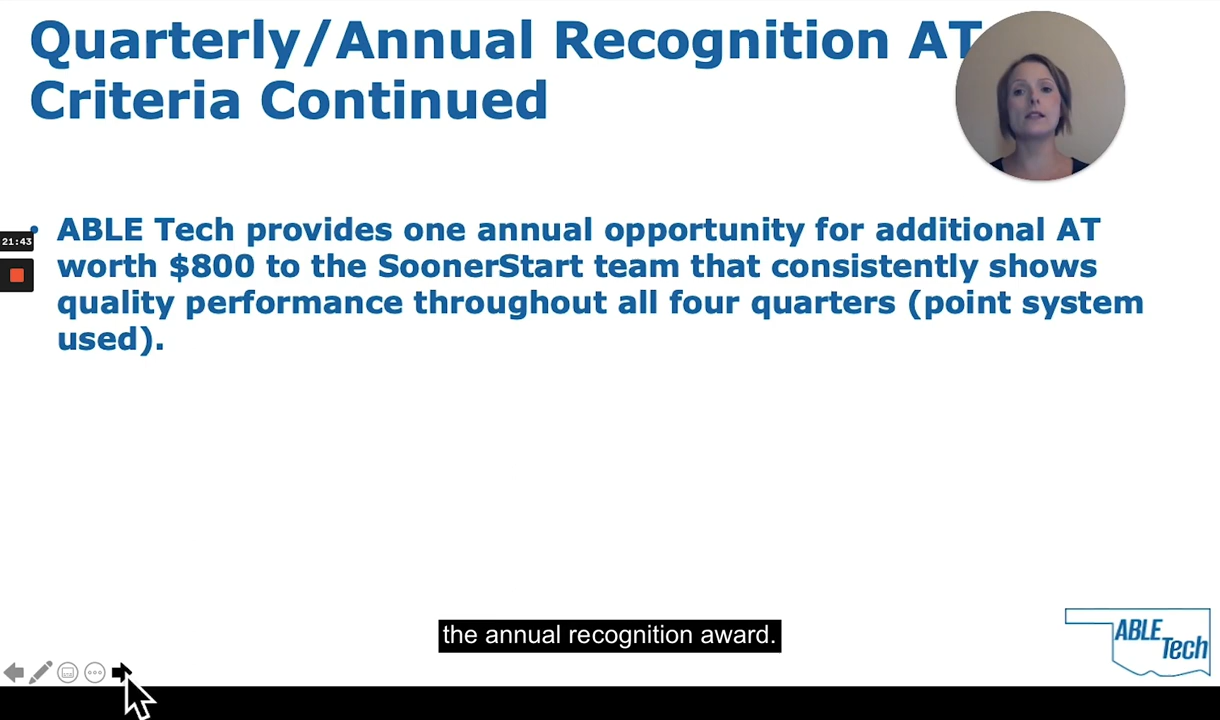 Quarterly/Annual Recognition AT
Criteria Continued
21:43
• ABLE Tech provides one annual opportunity for additional AT
worth $800 to the SoonerStart team that consistently shows
quality performance throughout all four quarters (point system
used).
the annual recognition award.
ABLE
Tech